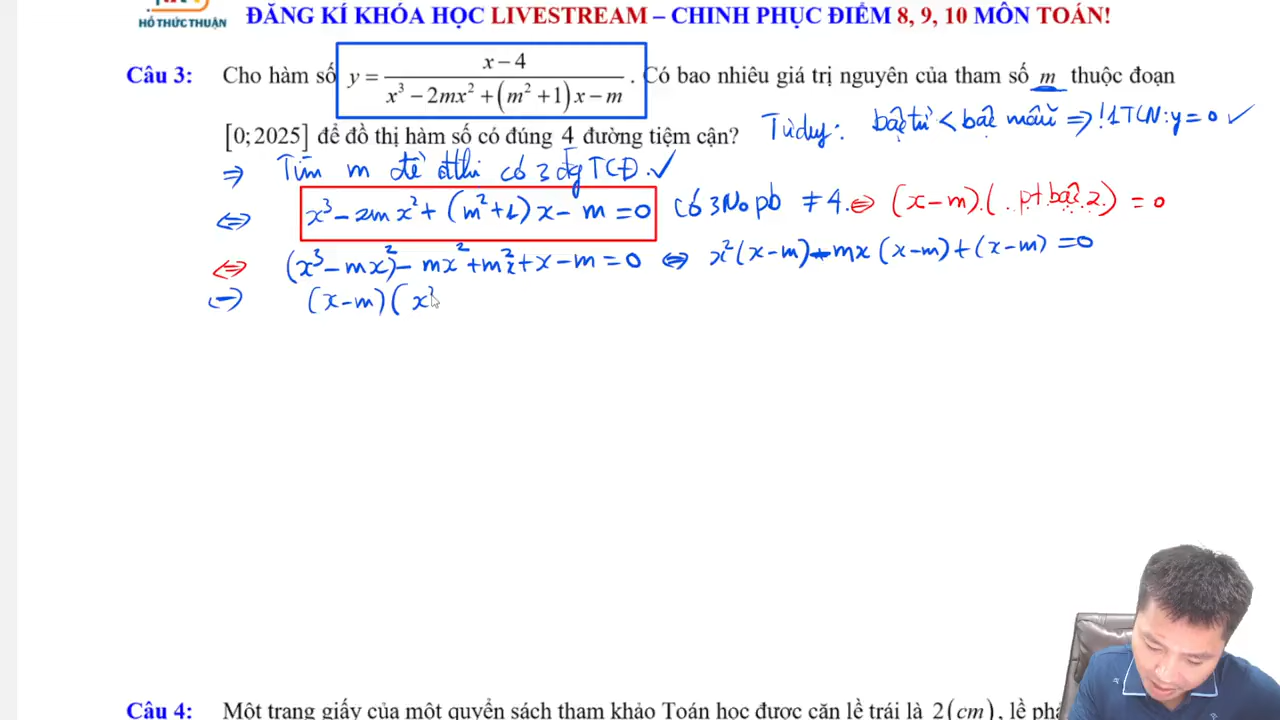 HỒ THỨC THUẬN
ĐĂNG KÍ KHÓA HỌC LIVESTREAM – CHINH PHỤC ĐIỂM 8, 9, 10 MÔN TOÁN!
Câu 3: Cho hàm số y = (x − 4)/(x³ − 2mx² + (m² + 1)x − m). Có bao nhiêu giá trị nguyên của tham số m thuộc đoạn
[0; 2025] để đồ thị hàm số có đúng 4 đường tiệm cận?
Tư duy: bậc tử < bậc mẫu ⇒ !1TCN: y = 0 ✓
⇒ Tìm m để đthi có 3 đg TCĐ. ✓
⇔ x³ − 2mx² + (m² + 1)x − m = 0 Có 3 No pb ≠ 4. ⇔ (x − m).(. pt bậc 2.) = 0
⇔ (x³ − mx²) − mx² + m²x + x − m = 0 ⇔ x²(x − m) − mx(x − m) + (x − m) = 0
(−) (x − m)(x²
Câu 4: Một trang giấy của một quyển sách tham khảo Toán học được căn lề trái là 2(cm), lề